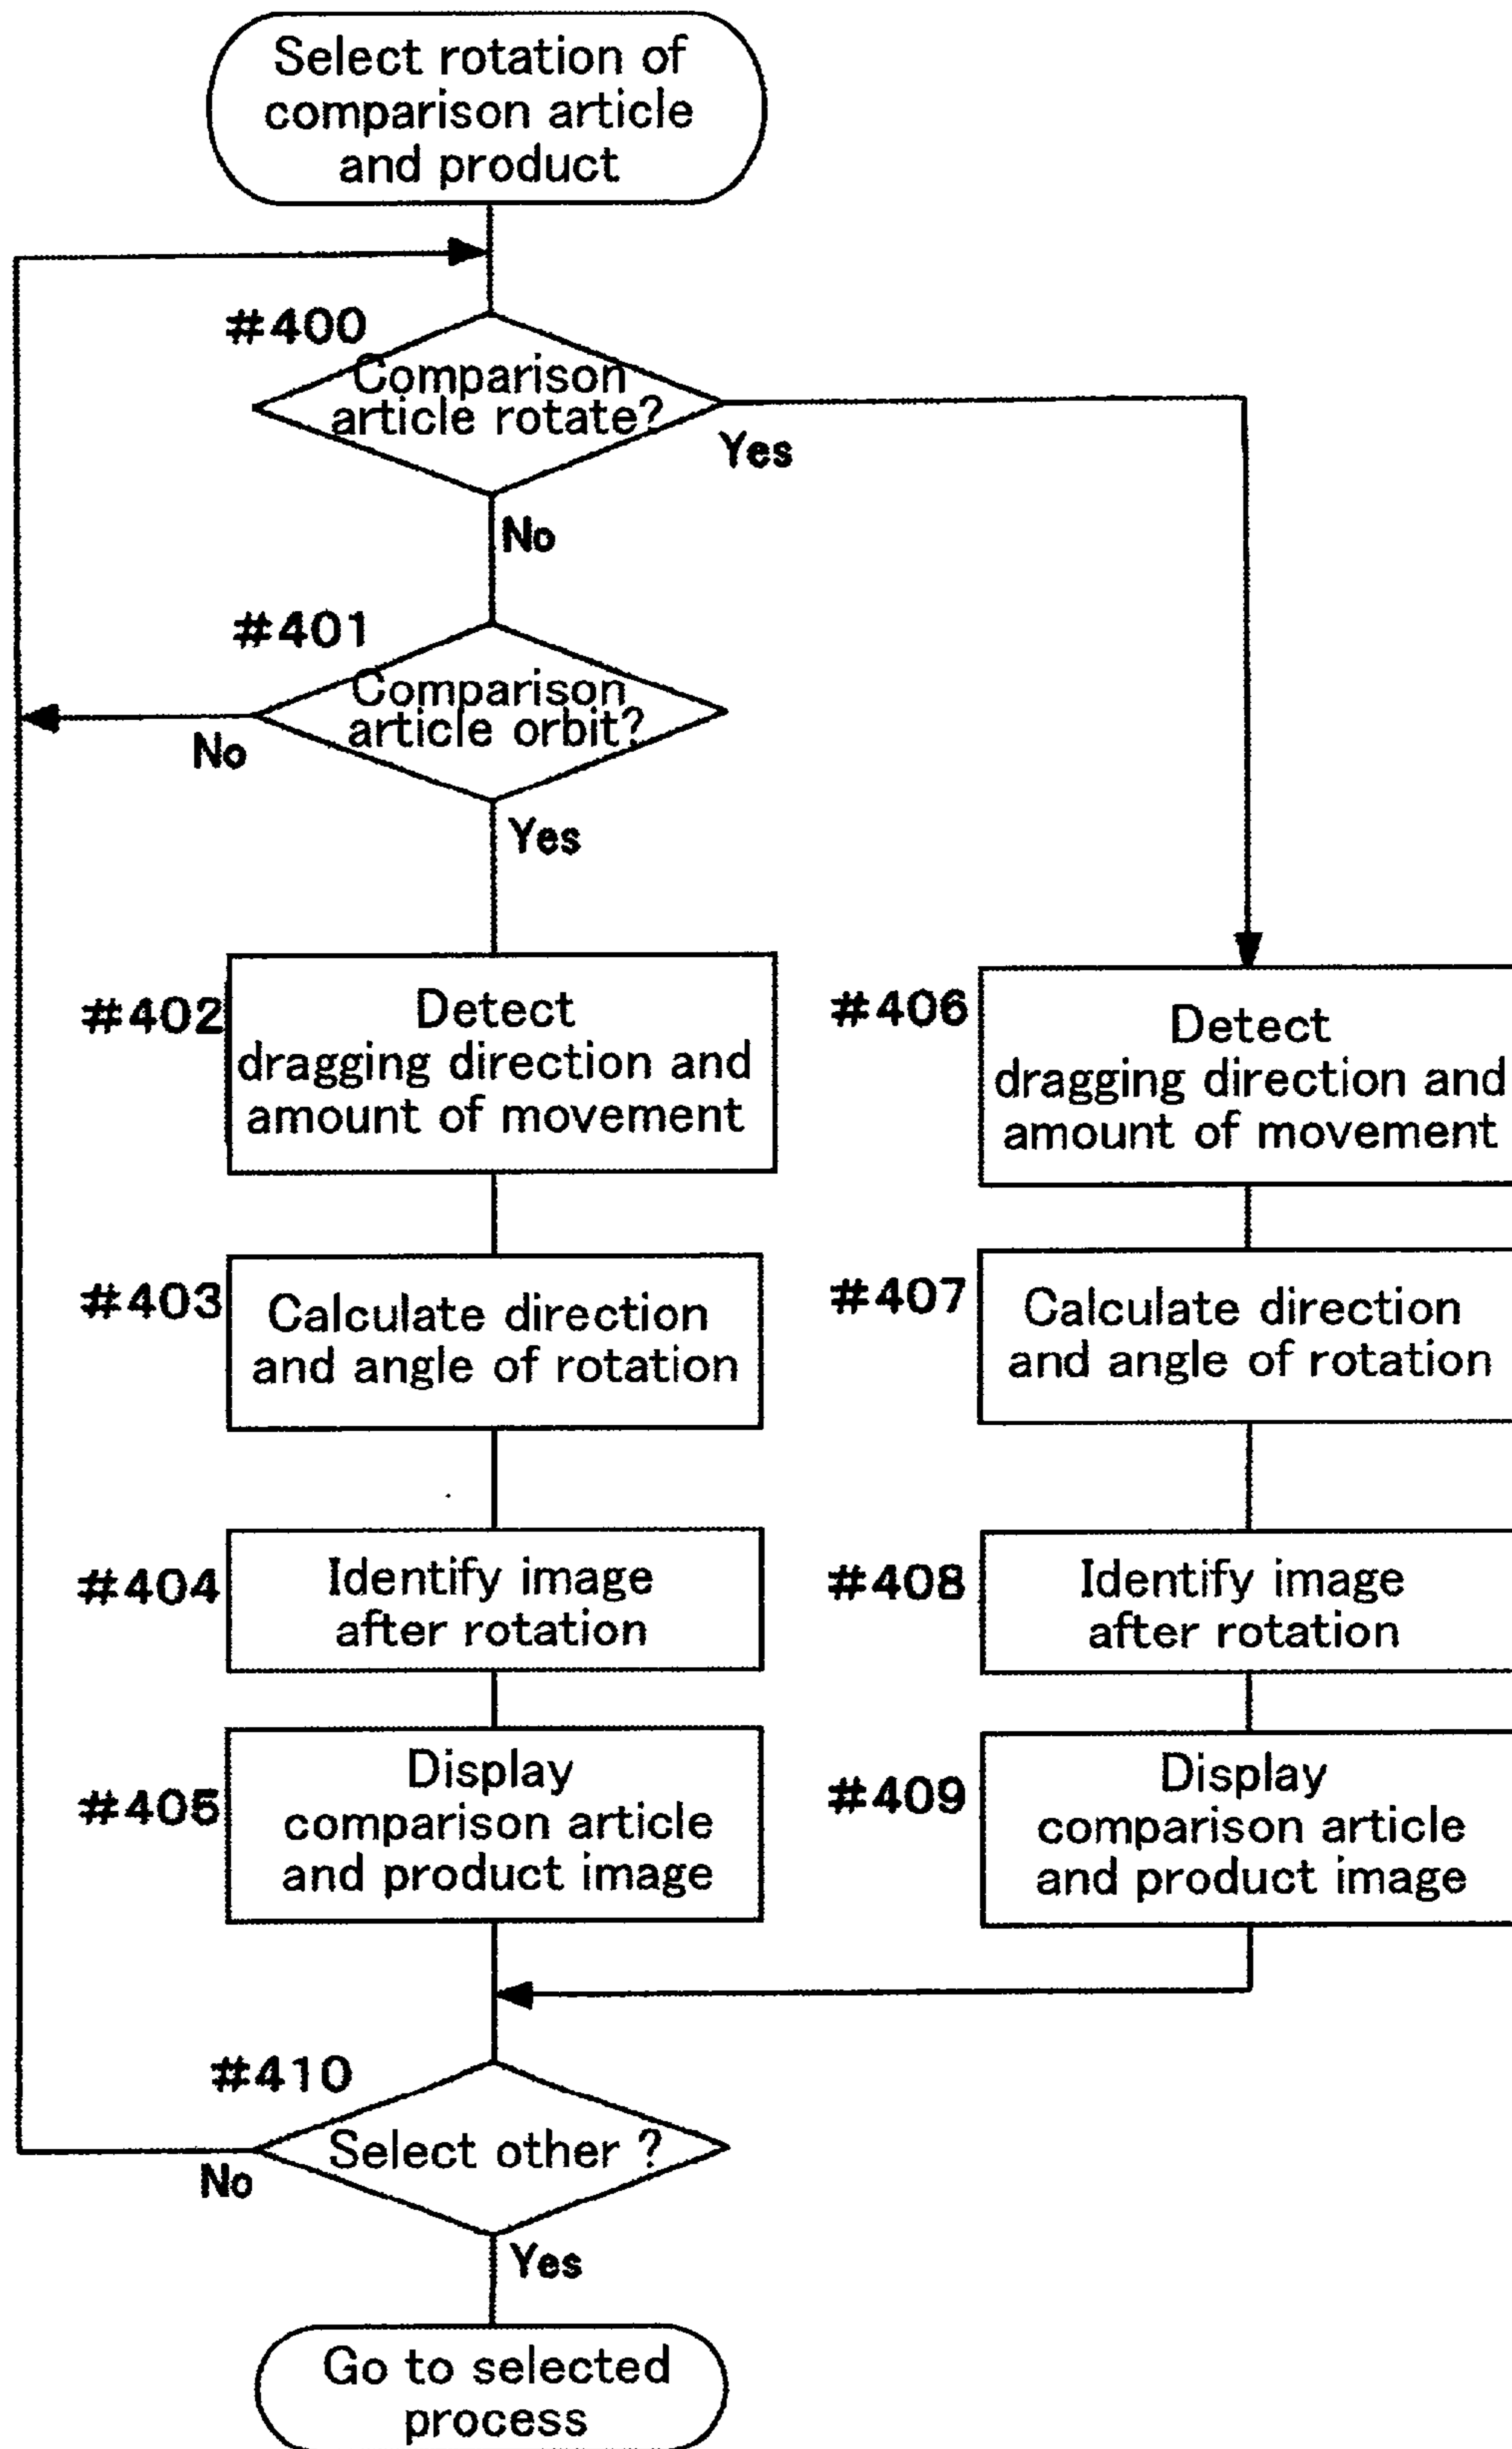 Select rotation of
comparison article
and product
#400
Comparison
article rotate?
Yes
No
#401
Comparison
article orbit?
No
Yes
#402
Detect
dragging direction and
amount of movement
#406
Detect
dragging direction and
amount of movement
#403
Calculate direction
and angle of rotation
#407
Calculate direction
and angle of rotation
#404
Identify image
after rotation
#408
Identify image
after rotation
#405
Display
comparison article
and product image
#409
Display
comparison article
and product image
#410
Select other ?
No
Yes
Go to selected
process